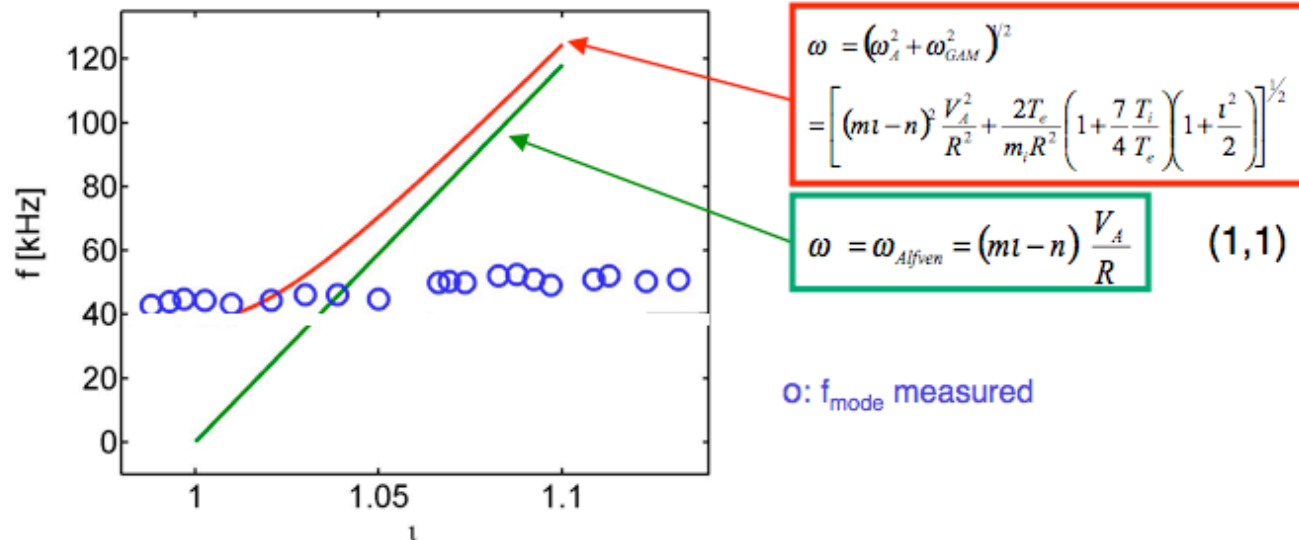 120
100
80
60
40
20
0
f [kHz]
1
1.05
1.1
ι
ω = (ω_A^2 + ω_GAM^2)^1/2
= [(mι−n)^2 V_A^2/R^2 + 2T_e/m_iR^2 (1 + 7/4 T_i/T_e)(1 + ι^2/2)]^1/2
ω = ω_Alfven = (mι−n) V_A/R
(1,1)
o: f_mode measured